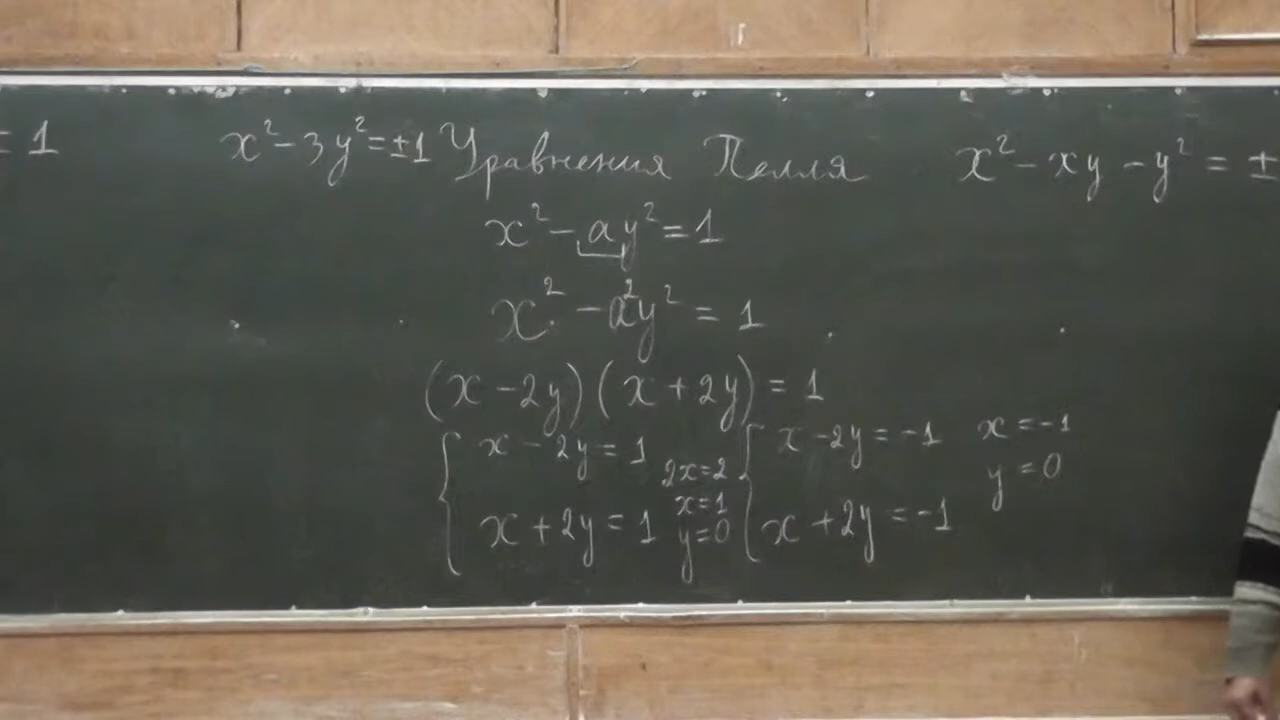 = 1
x² - 3y² = ±1 Уравнения Пелля x² - xy - y² = ±
x² - ay² = 1
x² - a²y² = 1
(x - 2y)(x + 2y) = 1
x - 2y = 1
x + 2y = 1
2x = 2
x = 1
y = 0
x - 2y = -1
x + 2y = -1
x = -1
y = 0